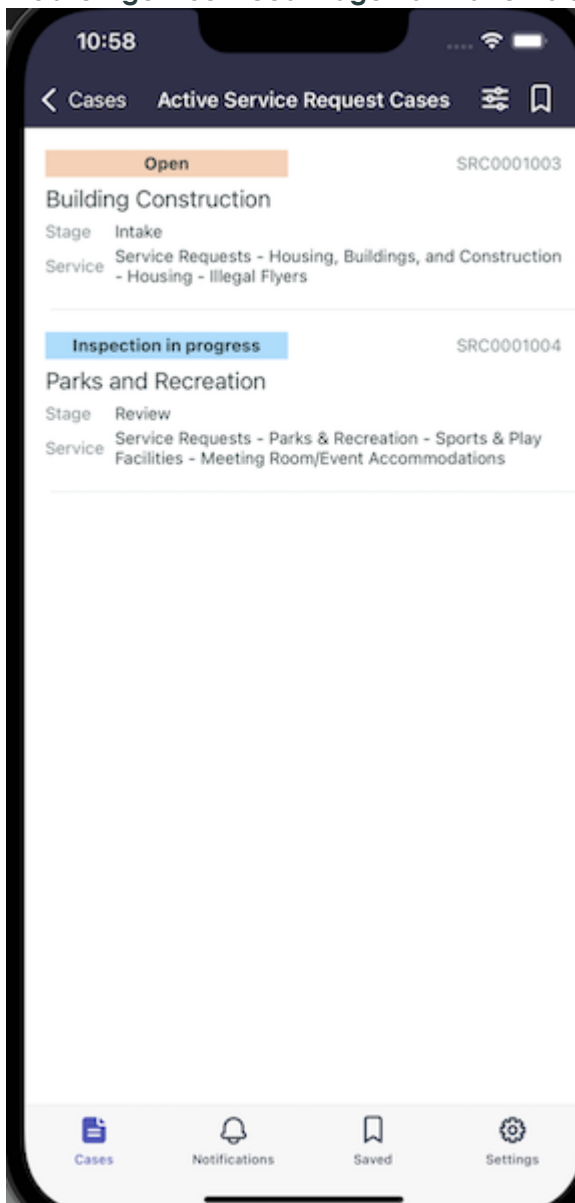 10:58
Cases Active Service Request Cases
Open SRC0001003
Building Construction
Stage Intake
Service Service Requests - Housing, Buildings, and Construction
- Housing - Illegal Flyers
Inspection in progress SRC0001004
Parks and Recreation
Stage Review
Service Service Requests - Parks & Recreation - Sports & Play
Facilities - Meeting Room/Event Accommodations
Cases Notifications Saved Settings